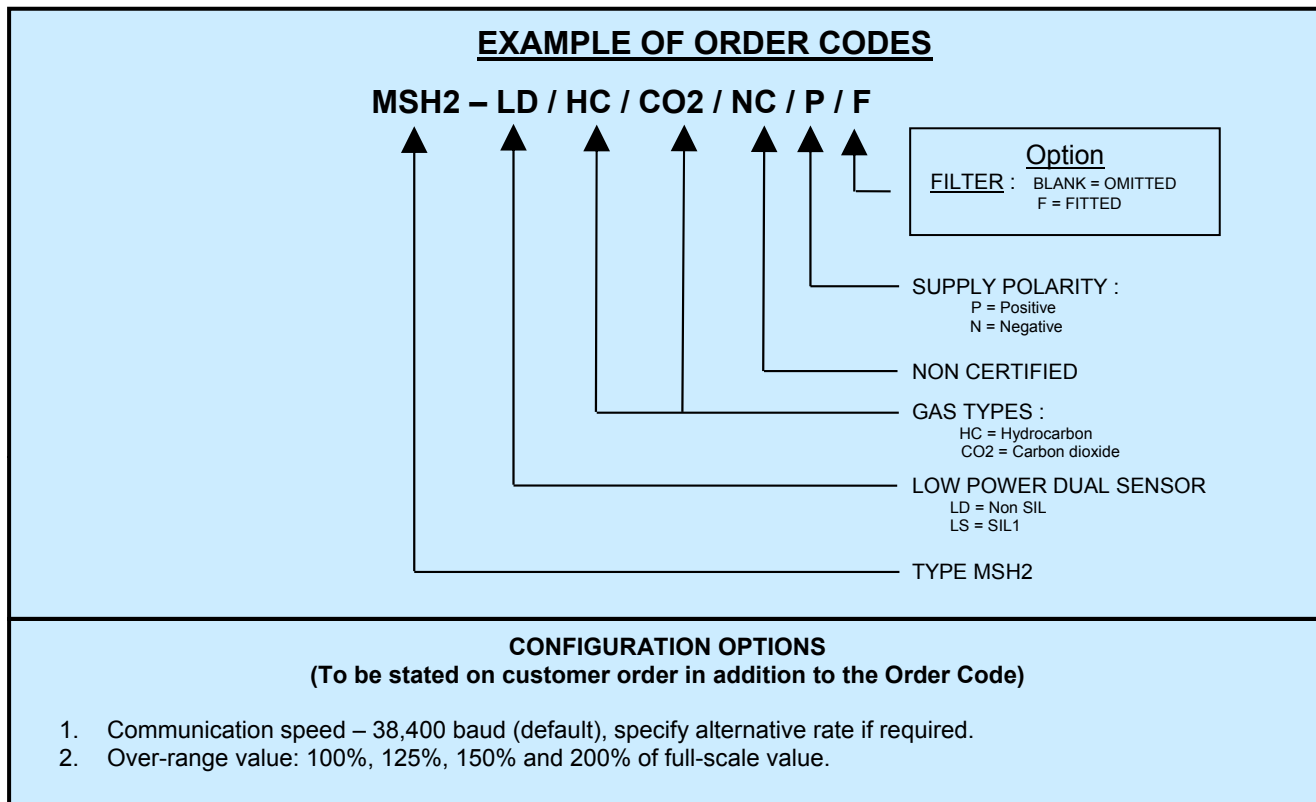 EXAMPLE OF ORDER CODES
MSH2 – LD / HC / CO2 / NC / P / F
Option
FILTER : BLANK = OMITTED
F = FITTED
SUPPLY POLARITY :
P = Positive
N = Negative
NON CERTIFIED
GAS TYPES :
HC = Hydrocarbon
CO2 = Carbon dioxide
LOW POWER DUAL SENSOR
LD = Non SIL
LS = SIL1
TYPE MSH2
CONFIGURATION OPTIONS
(To be stated on customer order in addition to the Order Code)
1. Communication speed – 38,400 baud (default), specify alternative rate if required.
2. Over-range value: 100%, 125%, 150% and 200% of full-scale value.